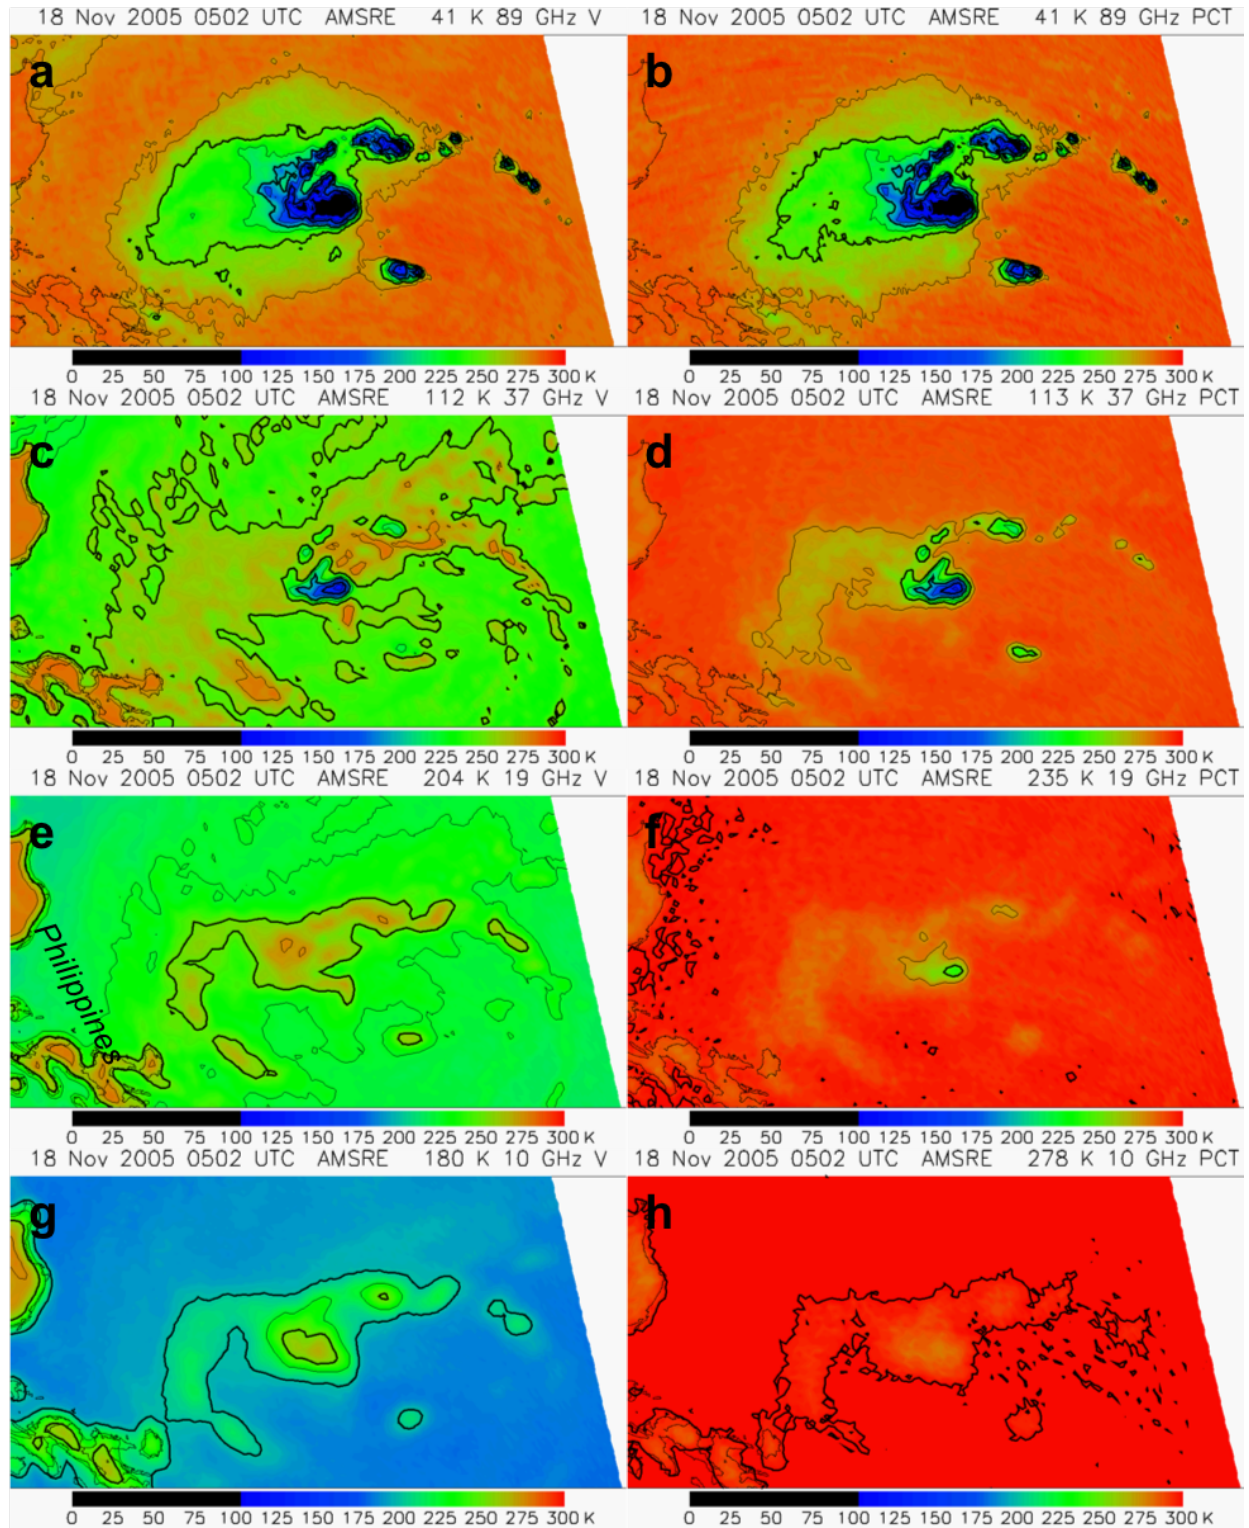 18 Nov 2005 0502 UTC AMSRE 41 K 89 GHz V
18 Nov 2005 0502 UTC AMSRE 41 K 89 GHz PCT
a
b
0 25 50 75 100 125 150 175 200 225 250 275 300 K
0 25 50 75 100 125 150 175 200 225 250 275 300 K
18 Nov 2005 0502 UTC AMSRE 112 K 37 GHz V
18 Nov 2005 0502 UTC AMSRE 113 K 37 GHz PCT
c
d
0 25 50 75 100 125 150 175 200 225 250 275 300 K
0 25 50 75 100 125 150 175 200 225 250 275 300 K
18 Nov 2005 0502 UTC AMSRE 204 K 19 GHz V
18 Nov 2005 0502 UTC AMSRE 235 K 19 GHz PCT
e
f
Philippines
0 25 50 75 100 125 150 175 200 225 250 275 300 K
0 25 50 75 100 125 150 175 200 225 250 275 300 K
18 Nov 2005 0502 UTC AMSRE 180 K 10 GHz V
18 Nov 2005 0502 UTC AMSRE 278 K 10 GHz PCT
g
h
0 25 50 75 100 125 150 175 200 225 250 275 300 K
0 25 50 75 100 125 150 175 200 225 250 275 300 K